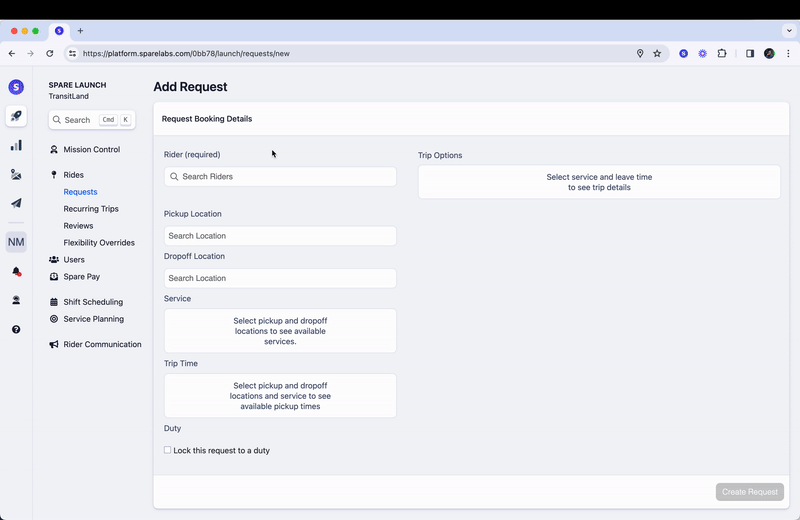 https://platform.sparelabs.com/0bb78/launch/requests/new
SPARE LAUNCH
TransitLand
Search Cmd K
Mission Control
Rides
Requests
Recurring Trips
Reviews
Flexibility Overrides
Users
Spare Pay
Shift Scheduling
Service Planning
Rider Communication
NM
Add Request
Request Booking Details
Rider (required)
Search Riders
Pickup Location
Search Location
Dropoff Location
Search Location
Service
Select pickup and dropoff
locations to see available
services.
Trip Time
Select pickup and dropoff
locations and service to see
available pickup times
Duty
Lock this request to a duty
Trip Options
Select service and leave time
to see trip details
Create Request